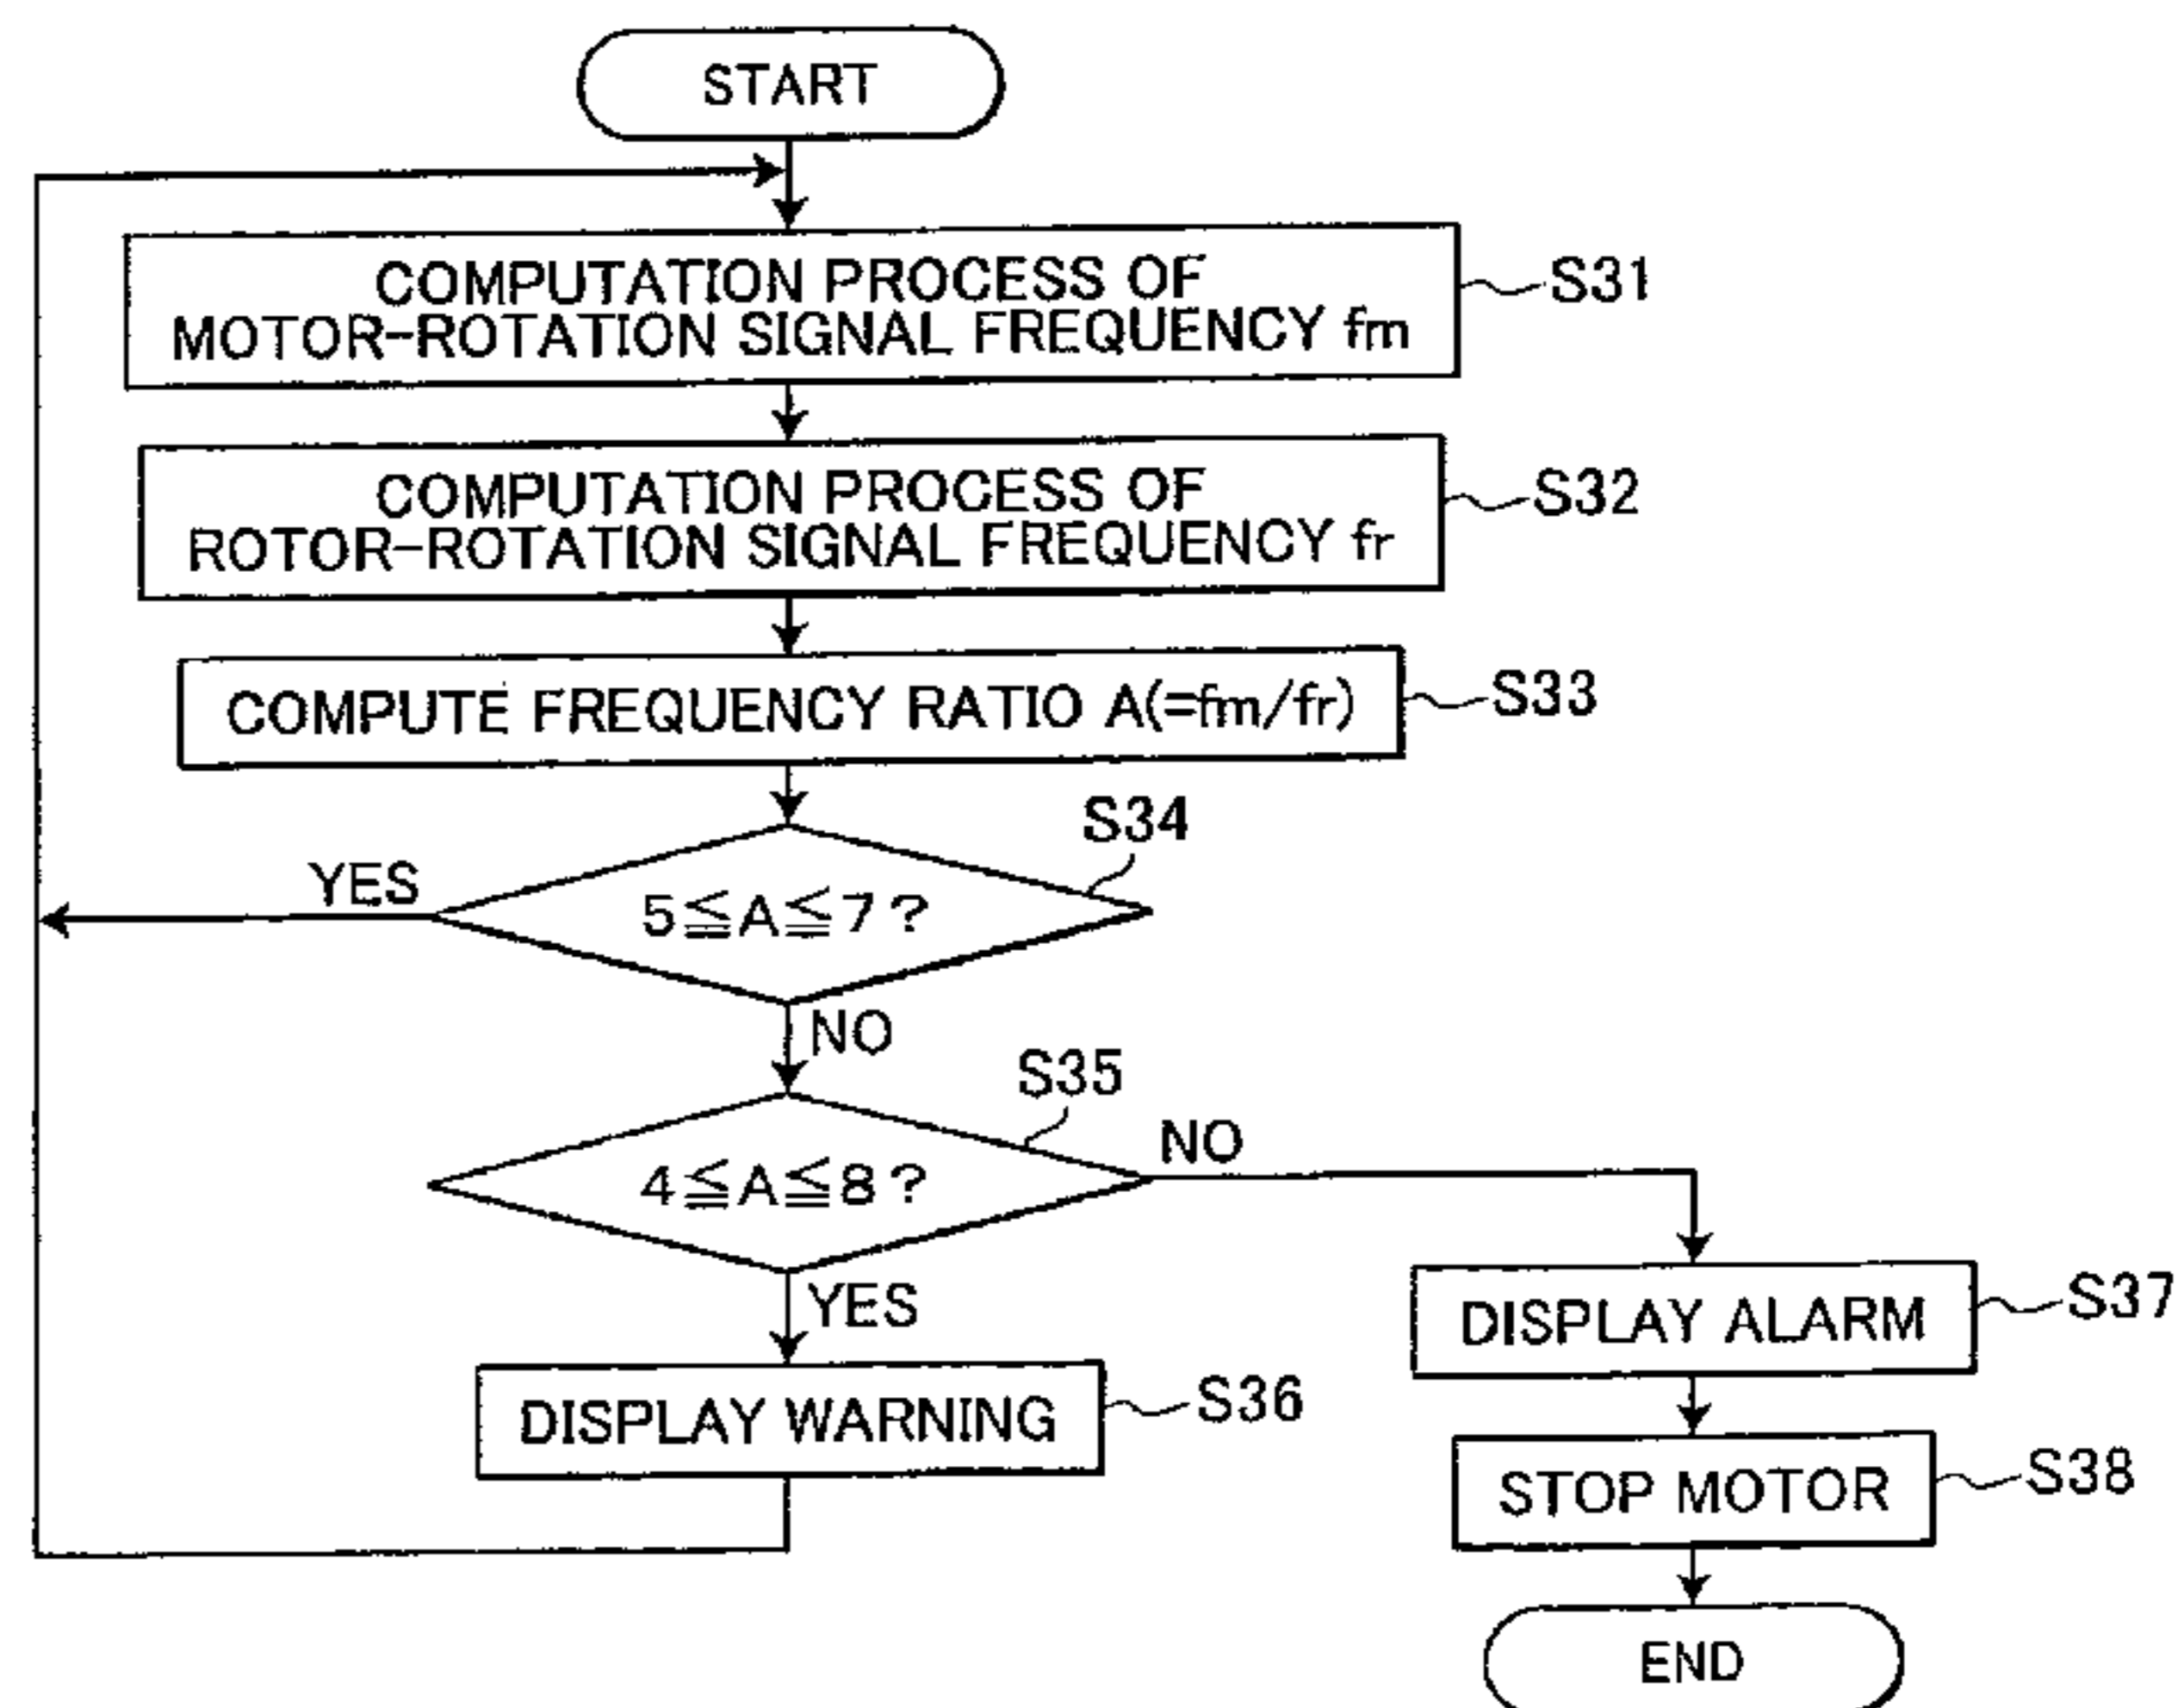 START
COMPUTATION PROCESS OF
MOTOR-ROTATION SIGNAL FREQUENCY fm
S31
COMPUTATION PROCESS OF
ROTOR-ROTATION SIGNAL FREQUENCY fr
S32
COMPUTE FREQUENCY RATIO A(=fm/fr)
S33
S34
YES
5≦A≦7?
NO
S35
4≦A≦8?
NO
YES
DISPLAY WARNING
S36
DISPLAY ALARM
S37
STOP MOTOR
S38
END